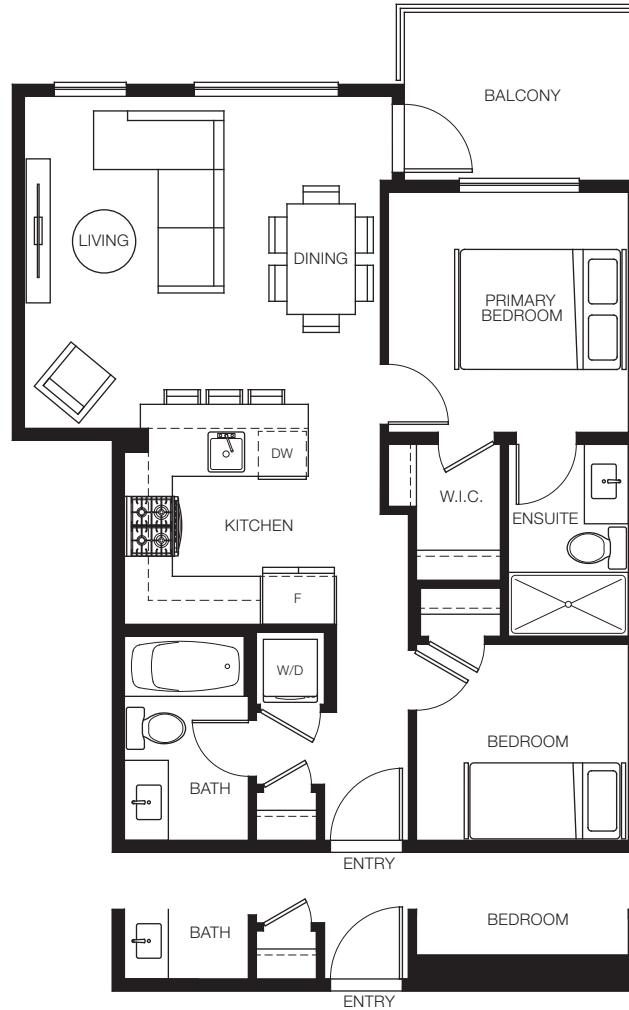 BALCONY
LIVING
DINING
PRIMARY
BEDROOM
DW
W.I.C.
KITCHEN
ENSUITE
F
W/D
BEDROOM
BATH
ENTRY
BATH
BEDROOM
ENTRY